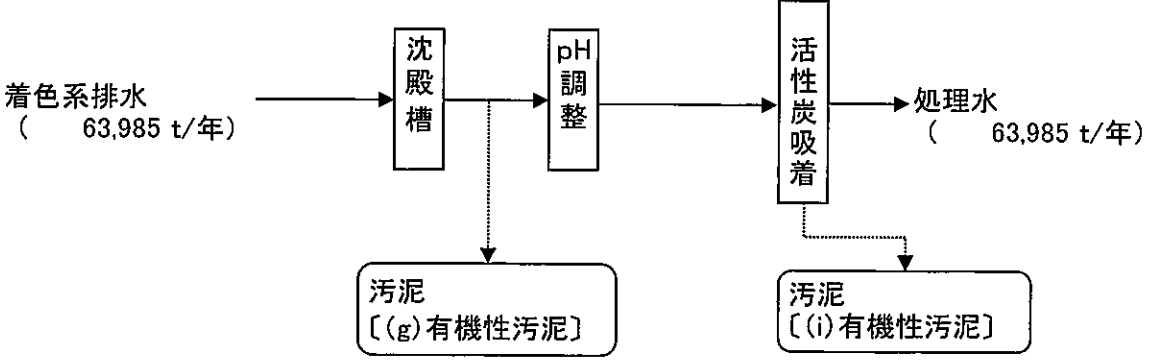 着色系排水
(　63,985 t/年)
沈殿槽
pH調整
活性炭吸着
処理水
(　63,985 t/年)
汚泥
〔(g)有機性汚泥〕
汚泥
〔(i)有機性汚泥〕